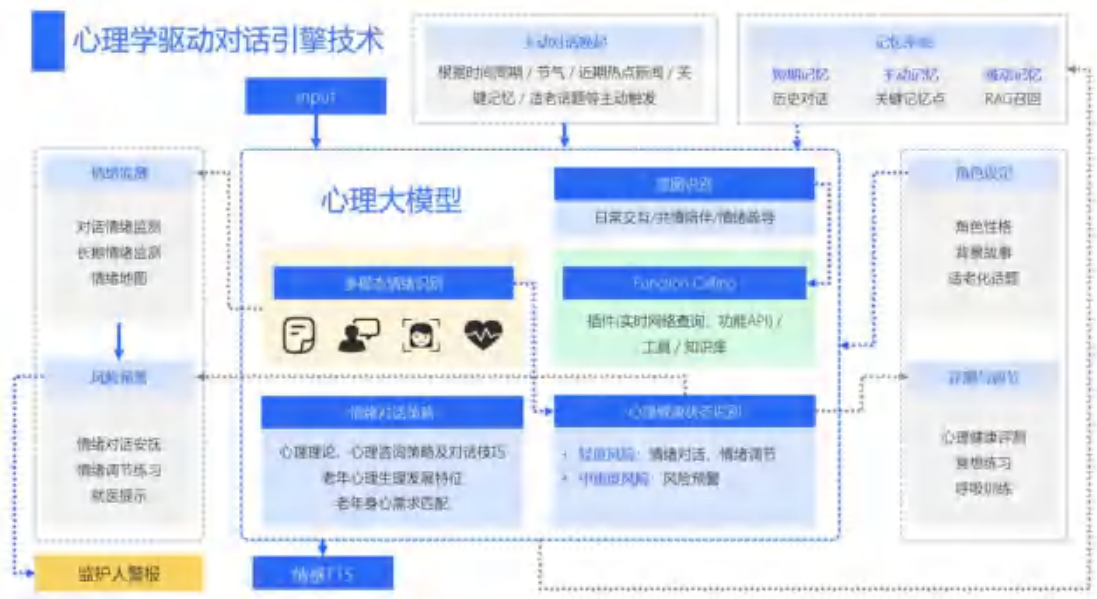 心理学驱动对话引擎技术
主动对话唤起
根据时间周期 / 节气 / 近期热点新闻 / 关
键记忆 / 适老话题等主动触发
记忆系统
短期记忆 主动记忆 被动记忆
历史对话 关键记忆点 RAG召回
input
情绪监测
对话情绪监测
长期情绪监测
情绪地图
风险预警
情绪对话安抚
情绪调节练习
就医提示
监护人警报
心理大模型
意图识别
日常交互/共情陪伴/情绪疏导
多模态情绪识别
Function Calling
插件(实时网络查询、功能API) /
工具 / 知识库
情绪对话策略
心理理论、心理咨询策略及对话技巧
老年心理生理发展特征
老年身心需求匹配
心理健康状态识别
• 轻度风险：情绪对话、情绪调节
• 中重度风险：风险预警
情感TTS
角色设定
角色性格
背景故事
适老化话题
评测与调节
心理健康评测
冥想练习
呼吸训练